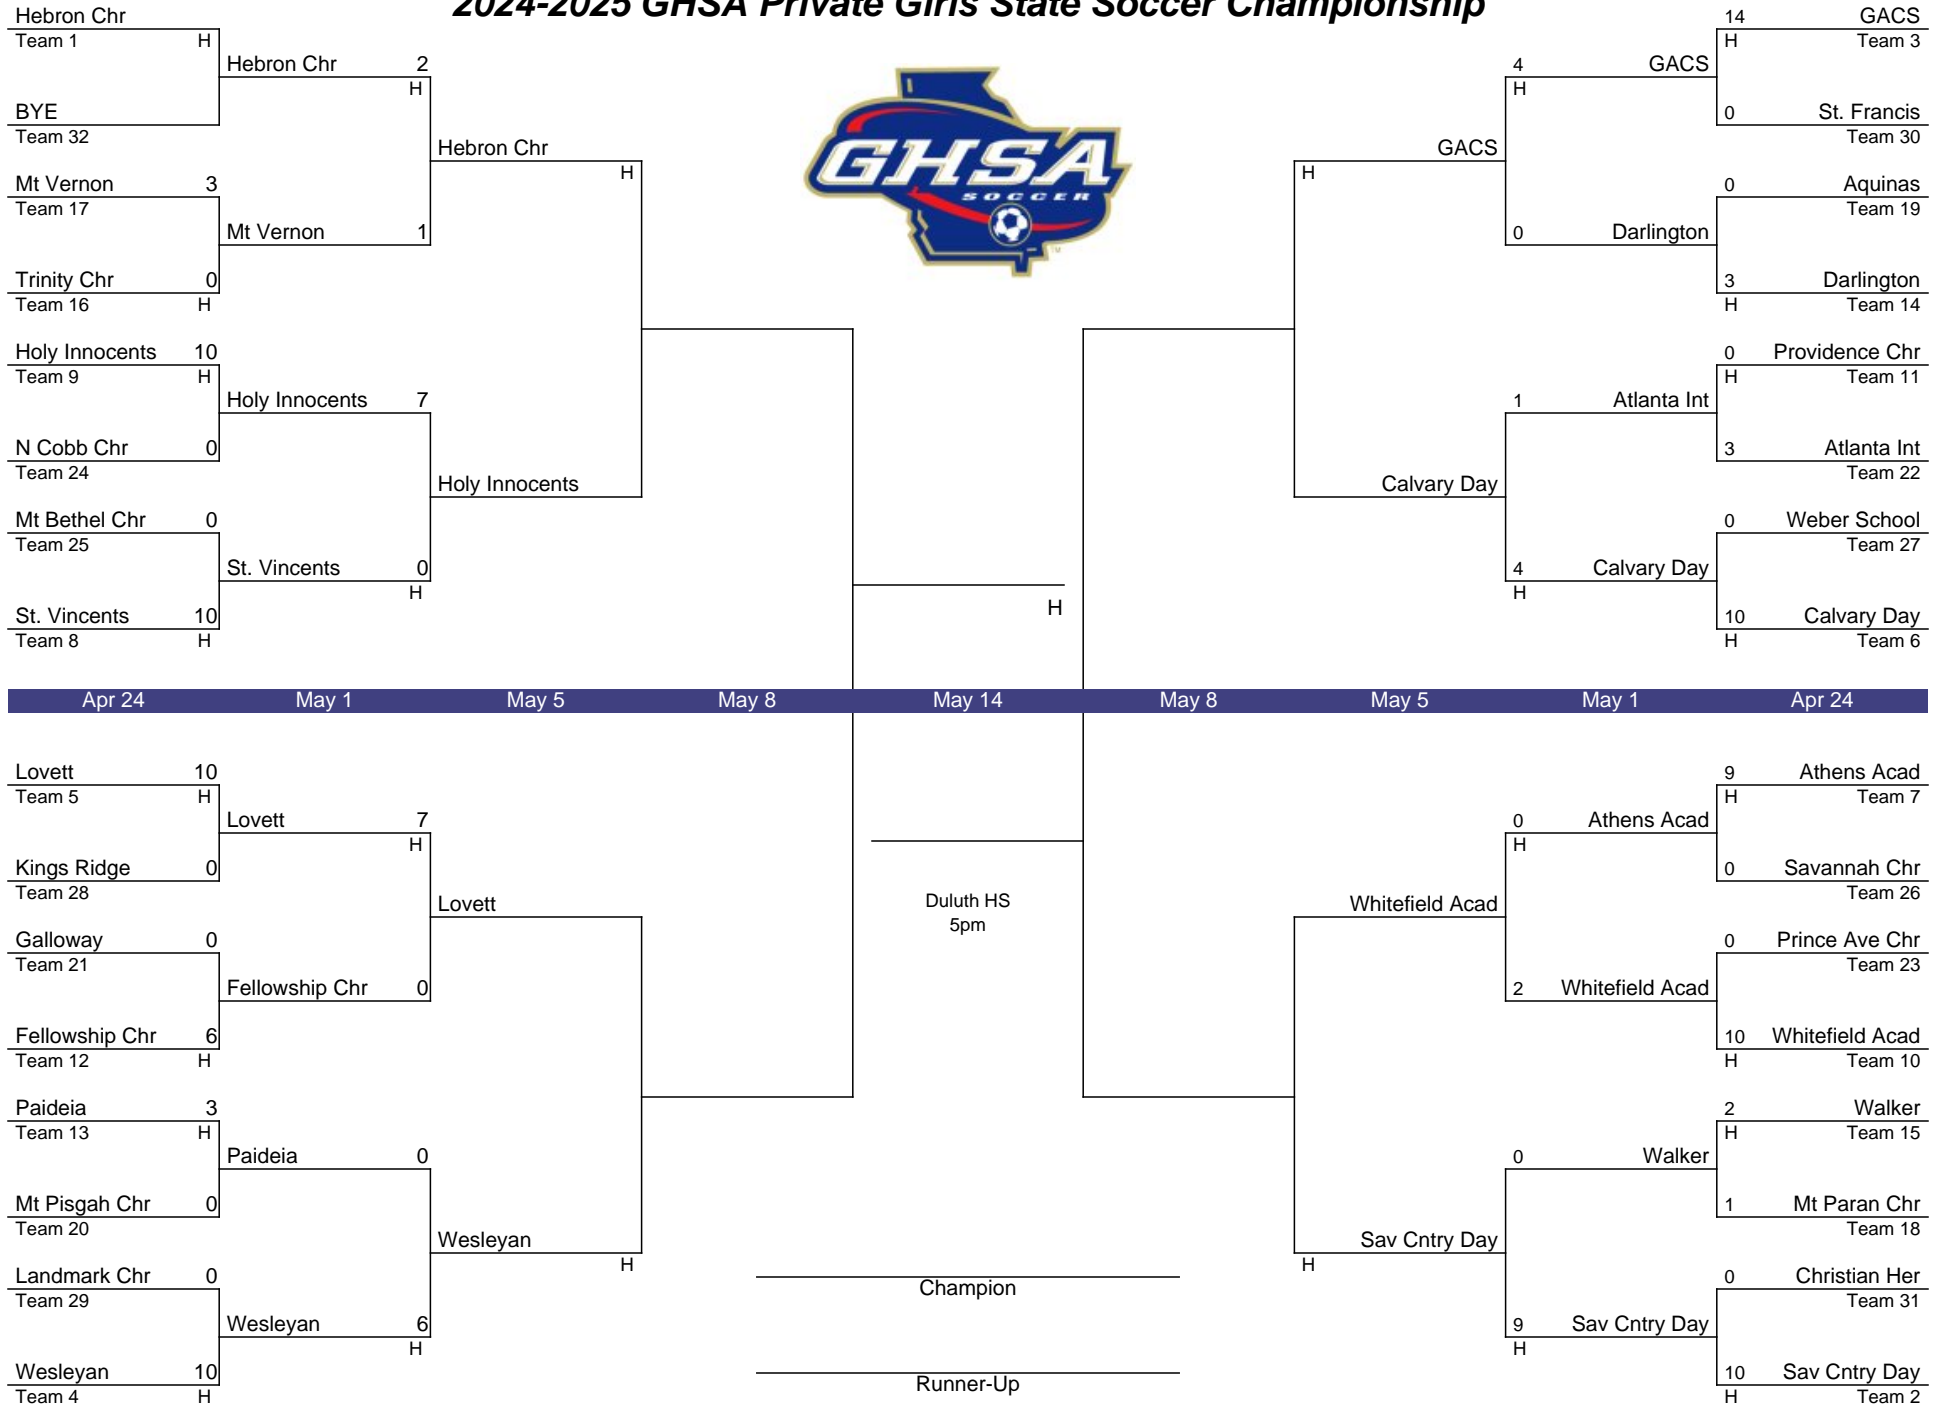 2024-2025 GHSA Private Girls State Soccer Championship
GHSA
SOCCER
TM
Hebron Chr
Team 1 H
BYE
Team 32
Mt Vernon 3
Team 17
Trinity Chr 0
Team 16 H
Holy Innocents 10
Team 9 H
N Cobb Chr 0
Team 24
Mt Bethel Chr 0
Team 25
St. Vincents 10
Team 8 H
Hebron Chr 2
H
Mt Vernon 1
Holy Innocents 7
St. Vincents 0
H
Hebron Chr
H
Holy Innocents
H
14 GACS
H Team 3
0 St. Francis
Team 30
0 Aquinas
Team 19
3 Darlington
H Team 14
0 Providence Chr
H Team 11
3 Atlanta Int
Team 22
0 Weber School
Team 27
10 Calvary Day
H Team 6
4 GACS
H
0 Darlington
1 Atlanta Int
4 Calvary Day
H
GACS
H
Calvary Day
Apr 24 May 1 May 5 May 8 May 14 May 8 May 5 May 1 Apr 24
Lovett 10
Team 5 H
Kings Ridge 0
Team 28
Galloway 0
Team 21
Fellowship Chr 6
Team 12 H
Paideia 3
Team 13 H
Mt Pisgah Chr 0
Team 20
Landmark Chr 0
Team 29
Wesleyan 10
Team 4 H
Lovett 7
H
Fellowship Chr 0
Paideia 0
Wesleyan 6
H
Lovett
Wesleyan
H
Duluth HS
5pm
Champion
Runner-Up
9 Athens Acad
H Team 7
0 Savannah Chr
Team 26
0 Prince Ave Chr
Team 23
10 Whitefield Acad
H Team 10
2 Walker
H Team 15
1 Mt Paran Chr
Team 18
0 Christian Her
Team 31
10 Sav Cntry Day
H Team 2
0 Athens Acad
H
2 Whitefield Acad
0 Walker
9 Sav Cntry Day
H
Whitefield Acad
Sav Cntry Day
H